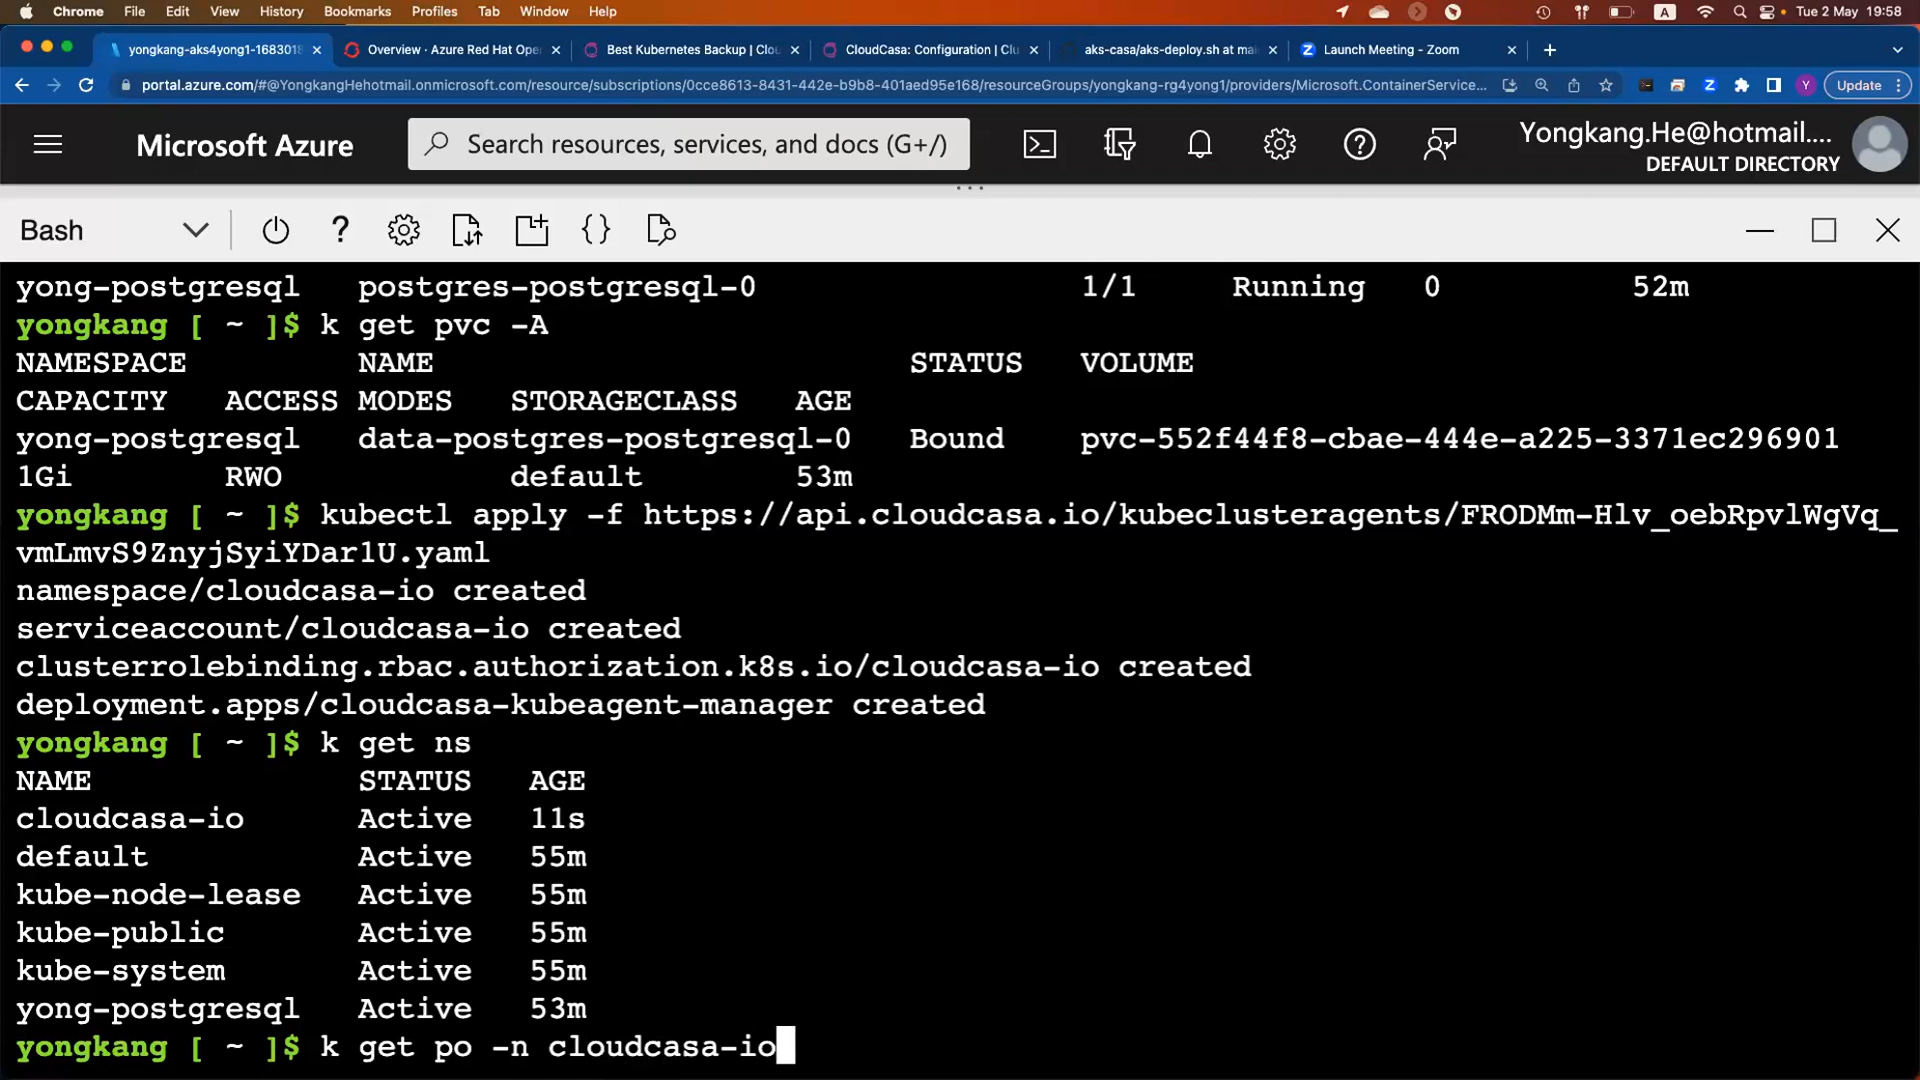 Chrome File Edit View History Bookmarks Profiles Tab Window Help A Tue 2 May 19:58
yongkang-aks4yong1-1683018 Overview · Azure Red Hat Ope Best Kubernetes Backup | Clou CloudCasa: Configuration | Clu aks-casa/aks-deploy.sh at mai Launch Meeting - Zoom
portal.azure.com/#@YongkangHehotmail.onmicrosoft.com/resource/subscriptions/0cce8613-8431-442e-b9b8-401aed95e168/resourceGroups/yongkang-rg4yong1/providers/Microsoft.ContainerService... Y Update
Microsoft Azure Search resources, services, and docs (G+/) Yongkang.He@hotmail....
DEFAULT DIRECTORY
Bash
yong-postgresql postgres-postgresql-0 1/1 Running 0 52m
yongkang [ ~ ]$ k get pvc -A
NAMESPACE NAME STATUS VOLUME
CAPACITY ACCESS MODES STORAGECLASS AGE
yong-postgresql data-postgres-postgresql-0 Bound pvc-552f44f8-cbae-444e-a225-3371ec296901
1Gi RWO default 53m
yongkang [ ~ ]$ kubectl apply -f https://api.cloudcasa.io/kubeclusteragents/FRODMm-Hlv_oebRpvlWgVq_
vmLmvS9ZnyjSyiYDar1U.yaml
namespace/cloudcasa-io created
serviceaccount/cloudcasa-io created
clusterrolebinding.rbac.authorization.k8s.io/cloudcasa-io created
deployment.apps/cloudcasa-kubeagent-manager created
yongkang [ ~ ]$ k get ns
NAME STATUS AGE
cloudcasa-io Active 11s
default Active 55m
kube-node-lease Active 55m
kube-public Active 55m
kube-system Active 55m
yong-postgresql Active 53m
yongkang [ ~ ]$ k get po -n cloudcasa-io